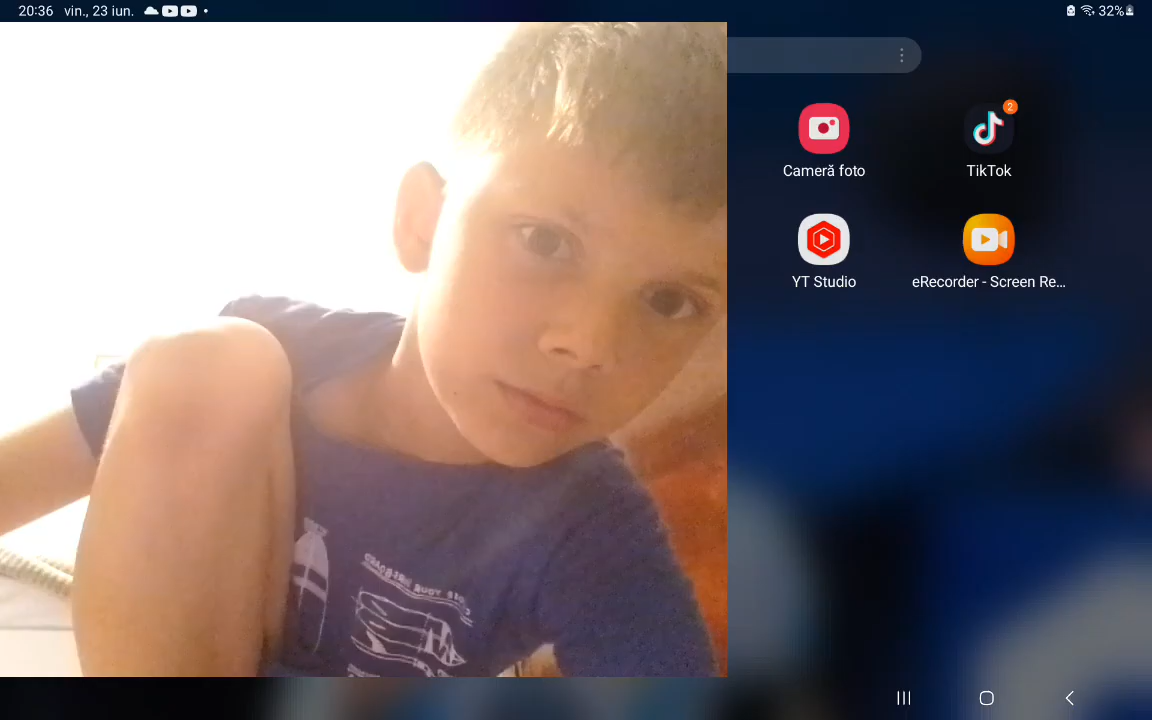 20:36 vin., 23 iun. 32%
2
Cameră foto TikTok
YT Studio eRecorder - Screen Re...